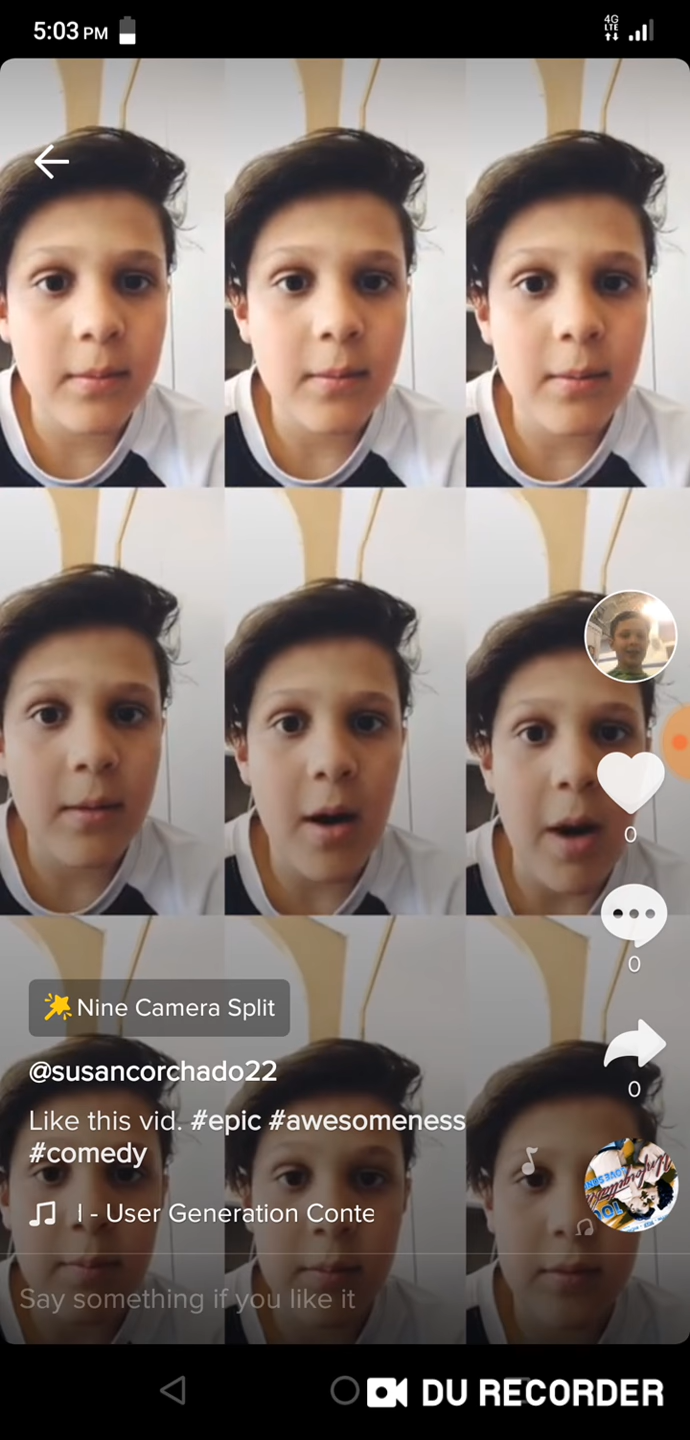 5:03 PM
4G
LTE
0
0
Nine Camera Split
@susancorchado22
0
Like this vid. #epic #awesomeness
#comedy
l - User Generation Conte
Say something if you like it
DU RECORDER